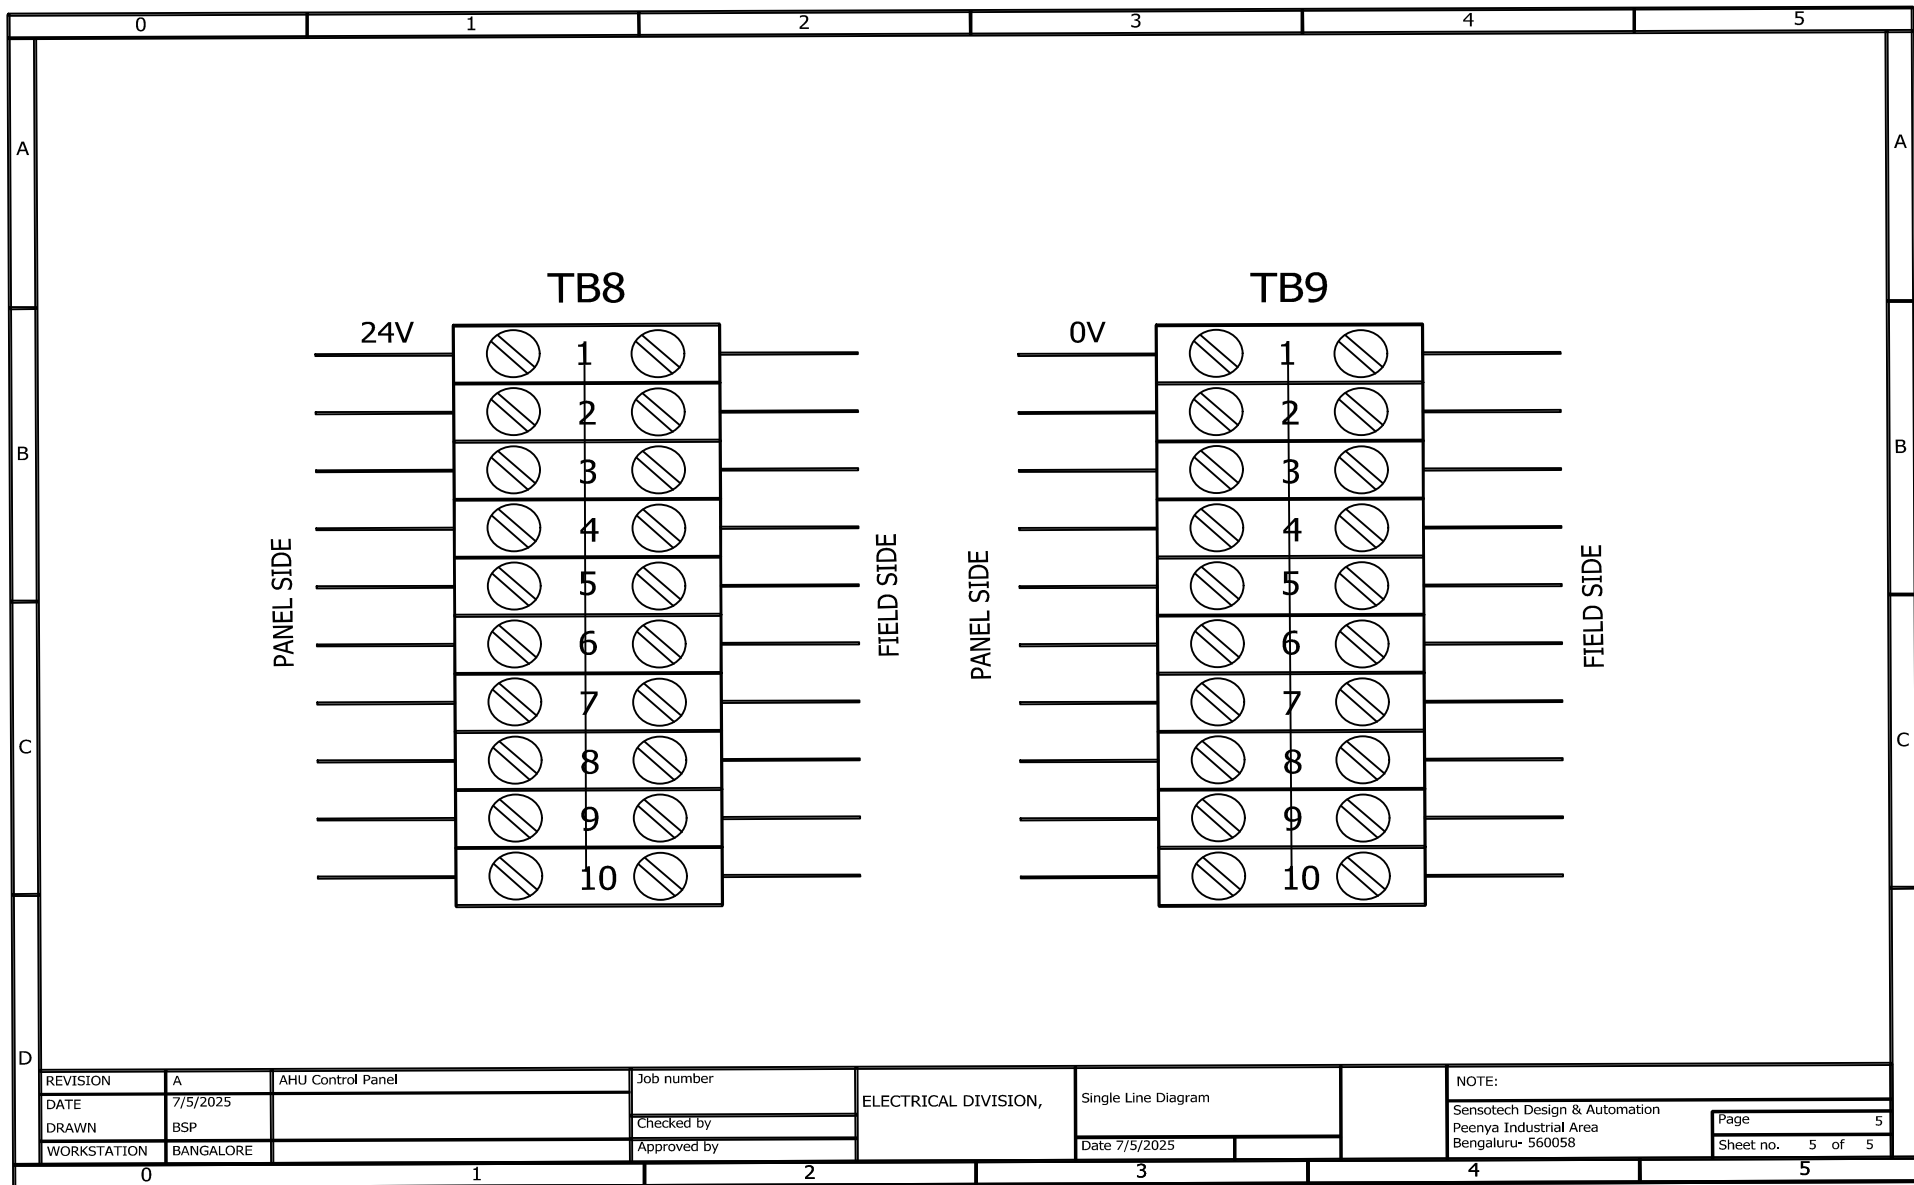 0 1 2 3 4 5
A A
TB8 TB9
24V 0V
1 1
2 2
3 3
B B
4 4
PANEL SIDE FIELD SIDE PANEL SIDE FIELD SIDE
5 5
6 6
7 7
C C
8 8
9 9
10 10
D
REVISION A AHU Control Panel Job number
DATE 7/5/2025
DRAWN BSP Checked by
WORKSTATION BANGALORE Approved by
ELECTRICAL DIVISION,
Single Line Diagram
Date 7/5/2025
NOTE:
Sensotech Design & Automation
Peenya Industrial Area
Bengaluru- 560058
Page 5
Sheet no. 5 of 5
0 1 2 3 4 5